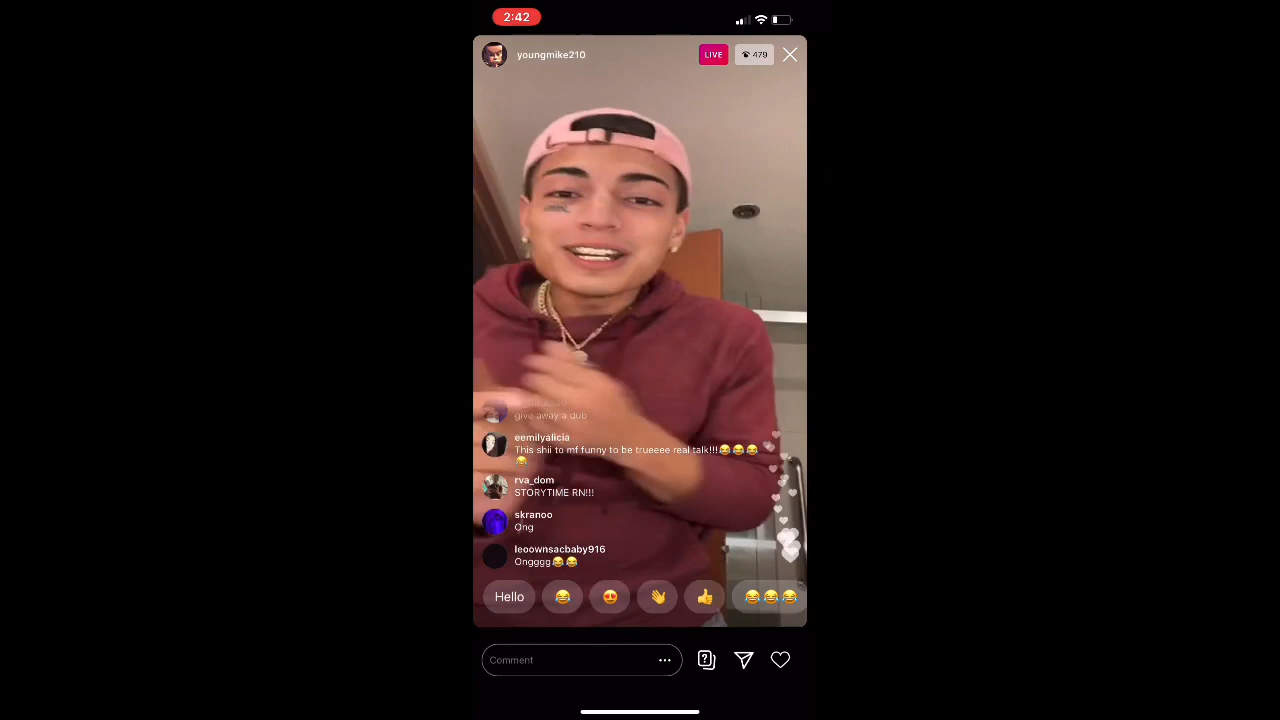 2:42
youngmike210
LIVE
479
give away a dub
eemilyalicia
This shii to mf funny to be trueeee real talk!!!😂😂😂
😂
rva_dom
STORYTIME RN!!!
skranoo
Ong
leoownsacbaby916
Ongggg😂😂
Hello 😂 😍 👋 👍 😂😂😂
Comment